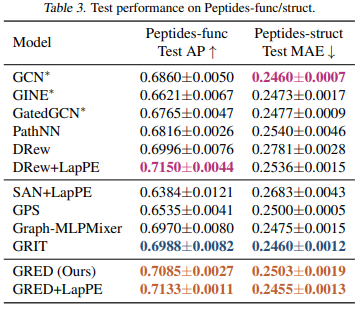 Table 3. Test performance on Peptides-func/struct.
Model Peptides-func Test AP ↑ Peptides-struct Test MAE ↓
GCN* 0.6860±0.0050 0.2460±0.0007
GINE* 0.6621±0.0067 0.2473±0.0017
GatedGCN* 0.6765±0.0047 0.2477±0.0009
PathNN 0.6816±0.0026 0.2540±0.0046
DRew 0.6996±0.0076 0.2781±0.0028
DRew+LapPE 0.7150±0.0044 0.2536±0.0015
SAN+LapPE 0.6384±0.0121 0.2683±0.0043
GPS 0.6535±0.0041 0.2500±0.0005
Graph-MLPMixer 0.6970±0.0080 0.2475±0.0015
GRIT 0.6988±0.0082 0.2460±0.0012
GRED (Ours) 0.7085±0.0027 0.2503±0.0019
GRED+LapPE 0.7133±0.0011 0.2455±0.0013